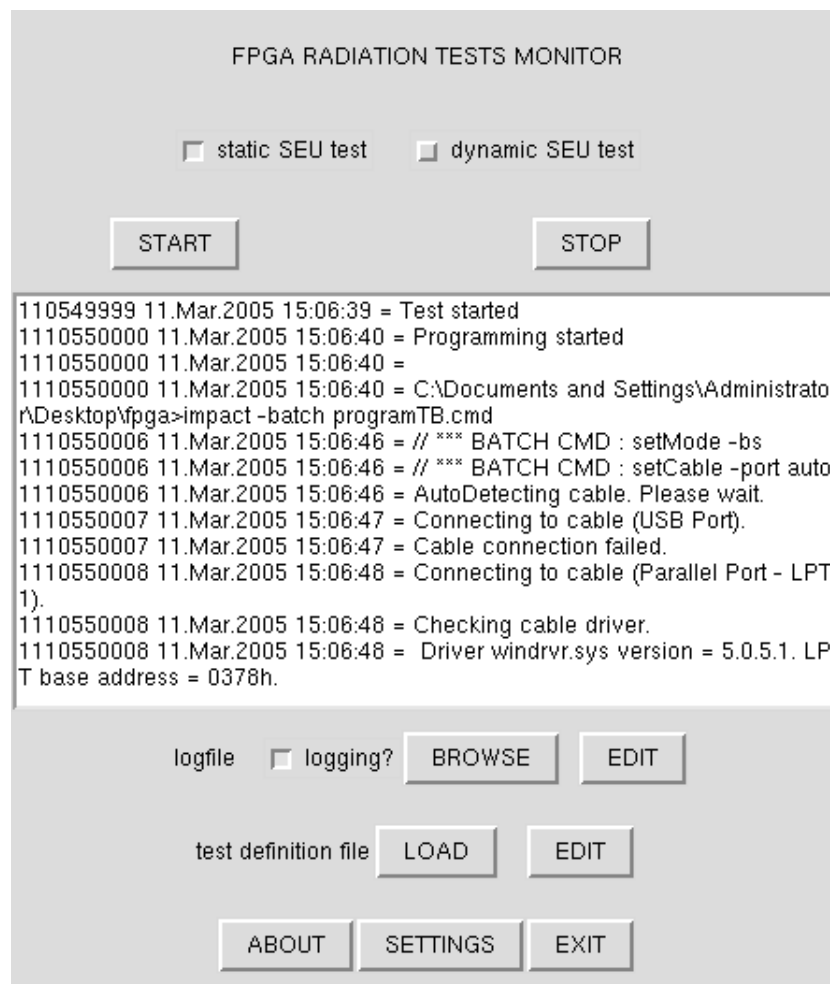 FPGA RADIATION TESTS MONITOR
static SEU test dynamic SEU test
START STOP
110549999 11.Mar.2005 15:06:39 = Test started
1110550000 11.Mar.2005 15:06:40 = Programming started
1110550000 11.Mar.2005 15:06:40 =
1110550000 11.Mar.2005 15:06:40 = C:\Documents and Settings\Administrato
r\Desktop\fpga>impact -batch programTB.cmd
1110550006 11.Mar.2005 15:06:46 = // *** BATCH CMD : setMode -bs
1110550006 11.Mar.2005 15:06:46 = // *** BATCH CMD : setCable -port auto
1110550006 11.Mar.2005 15:06:46 = AutoDetecting cable. Please wait.
1110550007 11.Mar.2005 15:06:47 = Connecting to cable (USB Port).
1110550007 11.Mar.2005 15:06:47 = Cable connection failed.
1110550008 11.Mar.2005 15:06:48 = Connecting to cable (Parallel Port - LPT
1).
1110550008 11.Mar.2005 15:06:48 = Checking cable driver.
1110550008 11.Mar.2005 15:06:48 =  Driver windrvr.sys version = 5.0.5.1. LP
T base address = 0378h.
logfile logging? BROWSE EDIT
test definition file LOAD EDIT
ABOUT SETTINGS EXIT